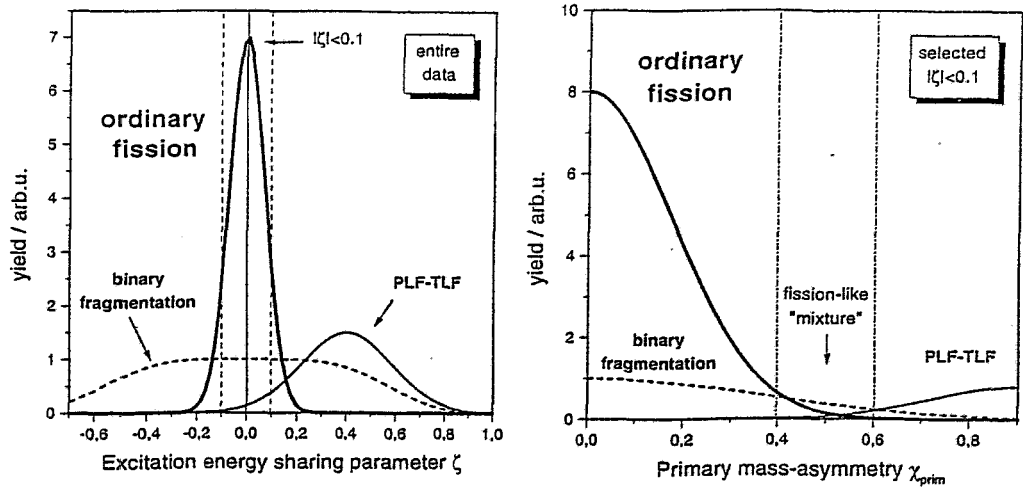 7
6
5
4
3
2
1
0
yield / arb.u.
|ζ|<0.1
entire
data
ordinary
fission
binary
fragmentation
PLF-TLF
-0,6 -0,4 -0,2 0,0 0,2 0,4 0,6 0,8 1,0
Excitation energy sharing parameter ζ
10
8
6
4
2
0
yield / arb.u.
ordinary
fission
selected
|ζ|<0.1
fission-like
"mixture"
binary
fragmentation
PLF-TLF
0,0 0,2 0,4 0,6 0,8
Primary mass-asymmetry χprim